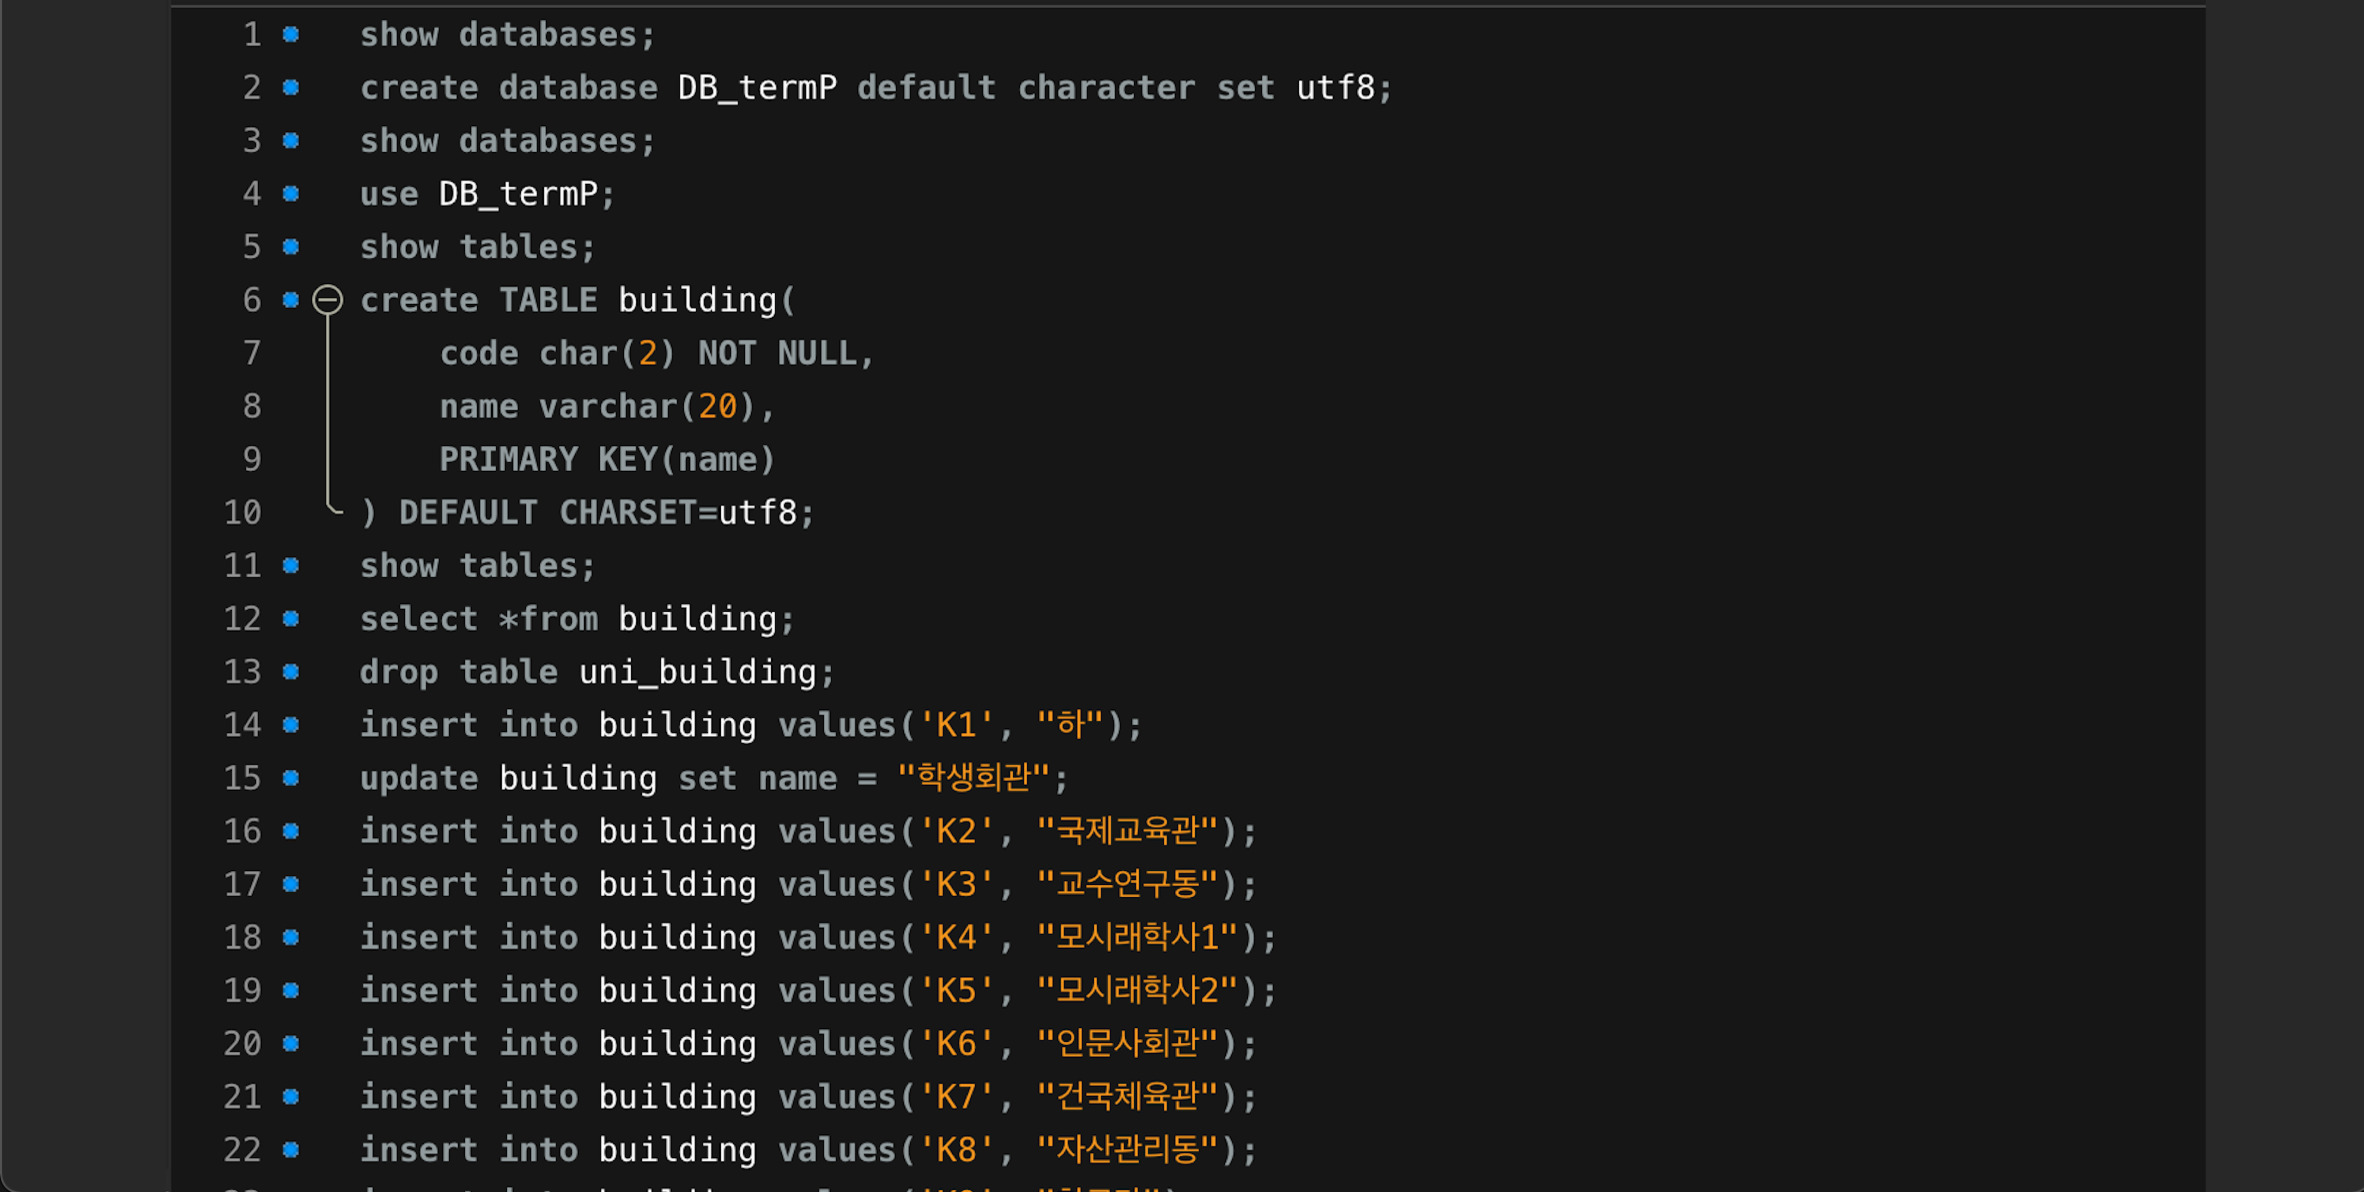 1 show databases;
2 create database DB_termP default character set utf8;
3 show databases;
4 use DB_termP;
5 show tables;
6 create TABLE building(
7 code char(2) NOT NULL,
8 name varchar(20),
9 PRIMARY KEY(name)
10 ) DEFAULT CHARSET=utf8;
11 show tables;
12 select *from building;
13 drop table uni_building;
14 insert into building values('K1', "하");
15 update building set name = "학생회관";
16 insert into building values('K2', "국제교육관");
17 insert into building values('K3', "교수연구동");
18 insert into building values('K4', "모시래학사1");
19 insert into building values('K5', "모시래학사2");
20 insert into building values('K6', "인문사회관");
21 insert into building values('K7', "건국체육관");
22 insert into building values('K8', "자산관리동");